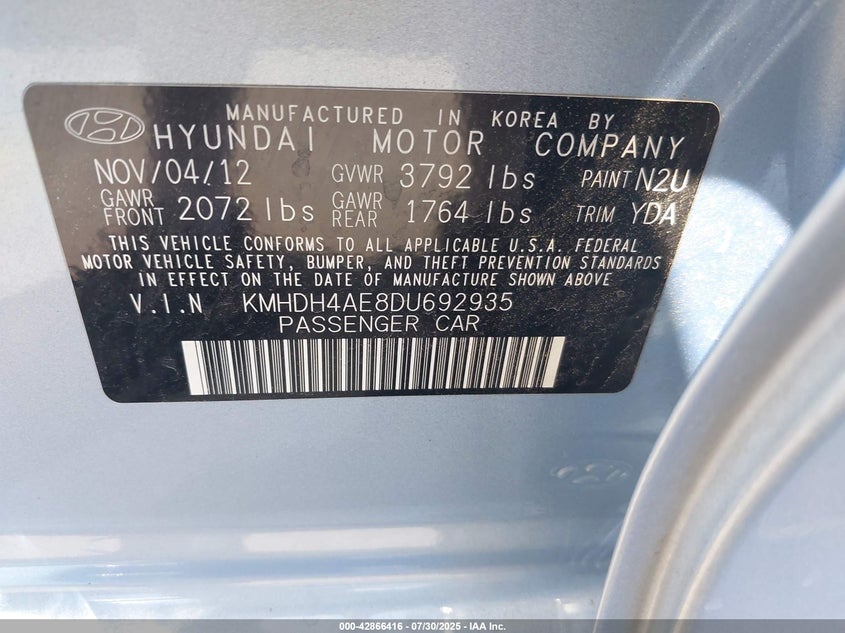 MANUFACTURED IN KOREA BY
HYUNDAI MOTOR COMPANY
NOV/04/12 GVWR 3792 lbs PAINT N2U
GAWR FRONT 2072 lbs GAWR REAR 1764 lbs TRIM YDA
THIS VEHICLE CONFORMS TO ALL APPLICABLE U.S.A. FEDERAL
MOTOR VEHICLE SAFETY, BUMPER, AND THEFT PREVENTION STANDARDS
IN EFFECT ON THE DATE OF MANUFACTURE SHOWN ABOVE
V.I.N KMHDH4AE8DU692935
PASSENGER CAR
000-42866416 - 07/30/2025 - IAA Inc.